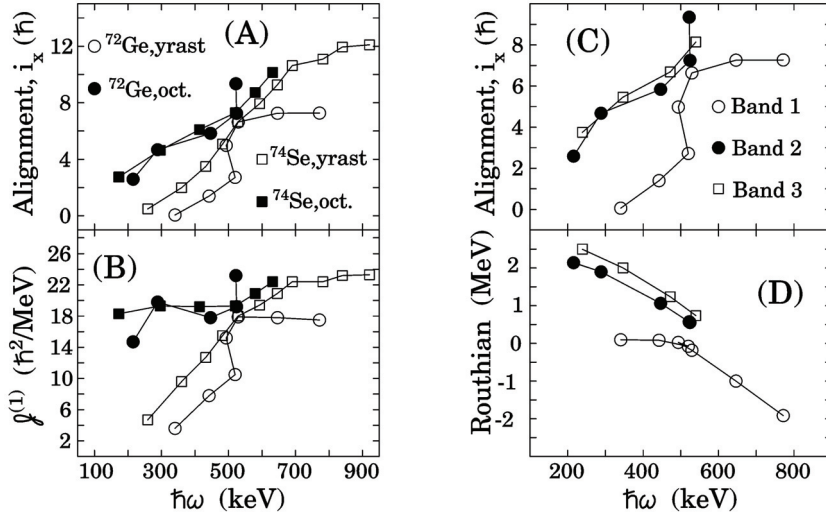 (A)
72Ge,yrast
72Ge,oct.
74Se,yrast
74Se,oct.
Alignment, i_x (ħ)
12
8
4
0
(B)
ℐ(1) (ħ²/MeV)
26
22
18
14
10
6
2
100 300 500 700 900
ħω (keV)
(C)
Band 1
Band 2
Band 3
Alignment, i_x (ħ)
8
6
4
2
0
(D)
Routhian (MeV)
2
1
0
-1
-2
200 400 600 800
ħω (keV)